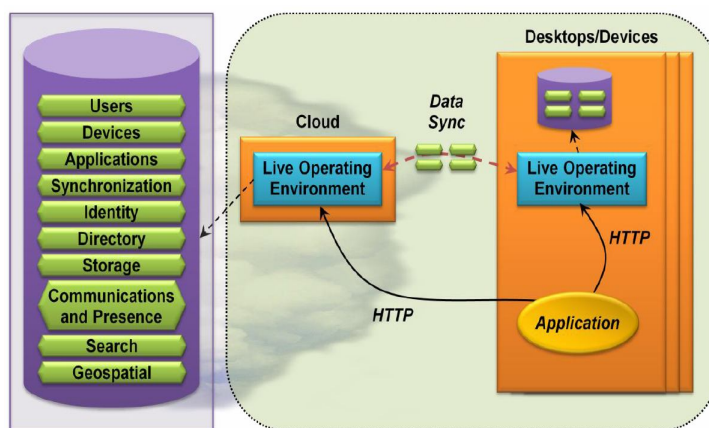 Users
Devices
Applications
Synchronization
Identity
Directory
Storage
Communications
and Presence
Search
Geospatial
Cloud
Live Operating
Environment
Data
Sync
Desktops/Devices
Live Operating
Environment
HTTP
HTTP
Application